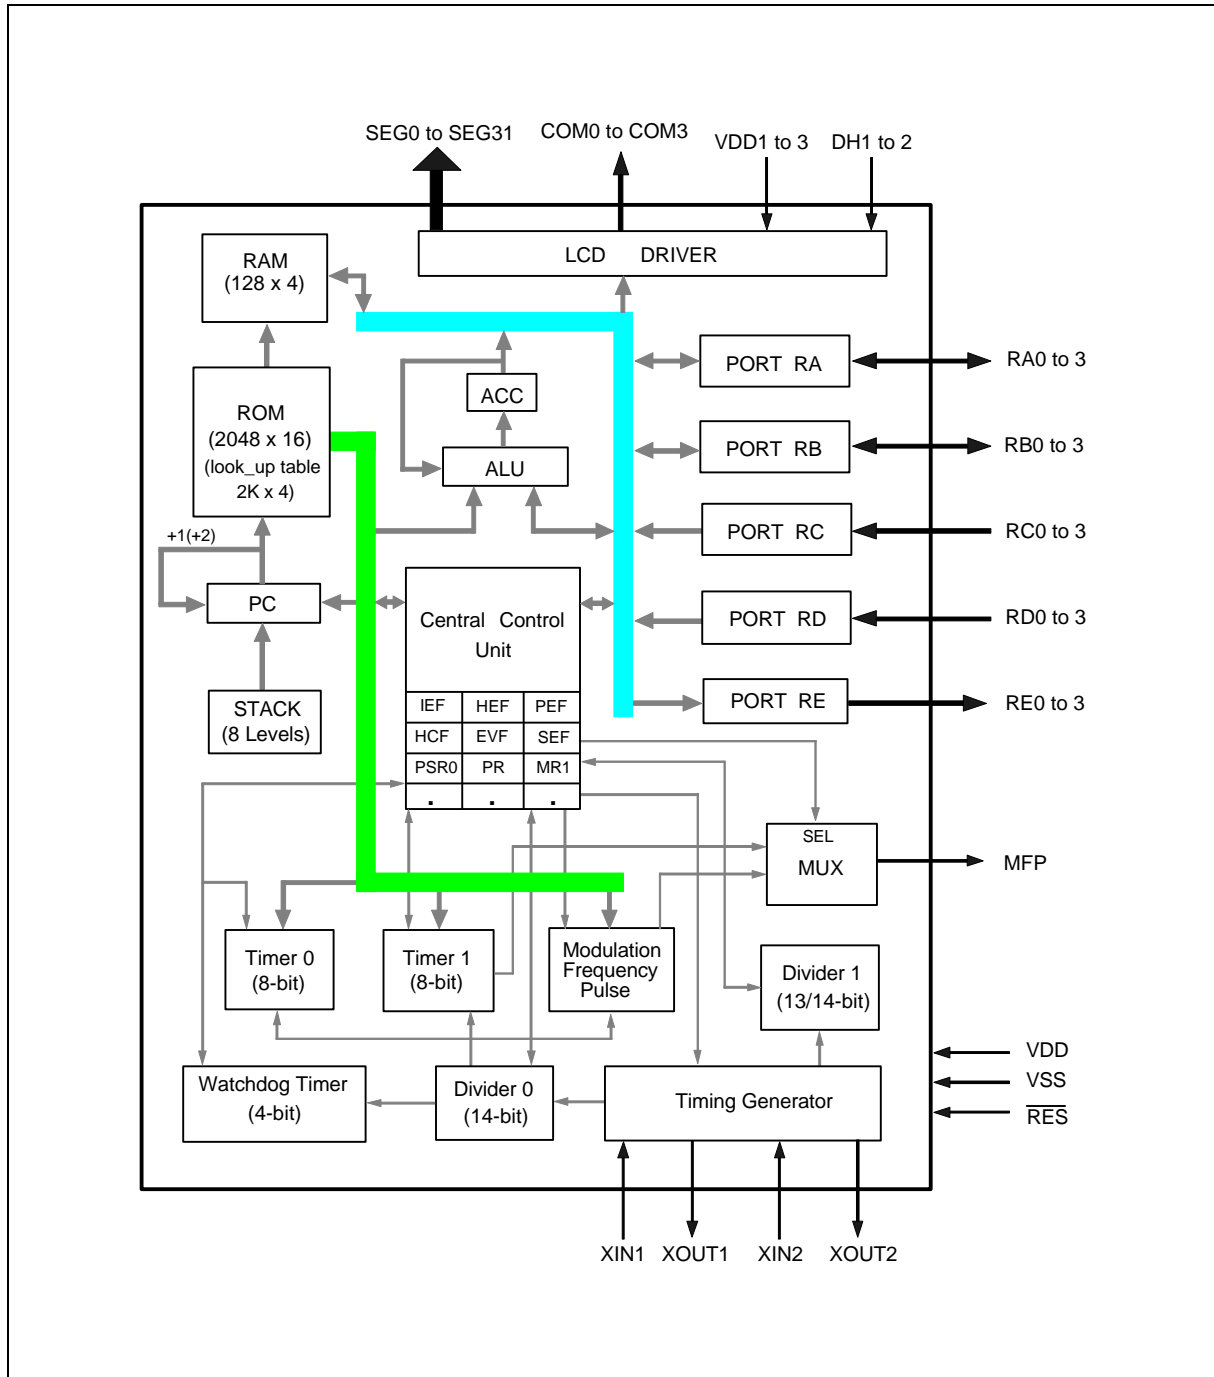 SEG0 to SEG31
COM0 to COM3
VDD1 to 3
DH1 to 2
LCD DRIVER
RAM
(128 x 4)
ROM
(2048 x 16)
(look_up table
2K x 4)
ACC
ALU
+1(+2)
PC
STACK
(8 Levels)
Central Control
Unit
IEF HEF PEF
HCF EVF SEF
PSR0 PR MR1
. . .
PORT RA
RA0 to 3
PORT RB
RB0 to 3
PORT RC
RC0 to 3
PORT RD
RD0 to 3
PORT RE
RE0 to 3
SEL
MUX
MFP
Timer 0
(8-bit)
Timer 1
(8-bit)
Modulation
Frequency
Pulse
Divider 1
(13/14-bit)
Watchdog Timer
(4-bit)
Divider 0
(14-bit)
Timing Generator
VDD
VSS
RES
XIN1
XOUT1
XIN2
XOUT2